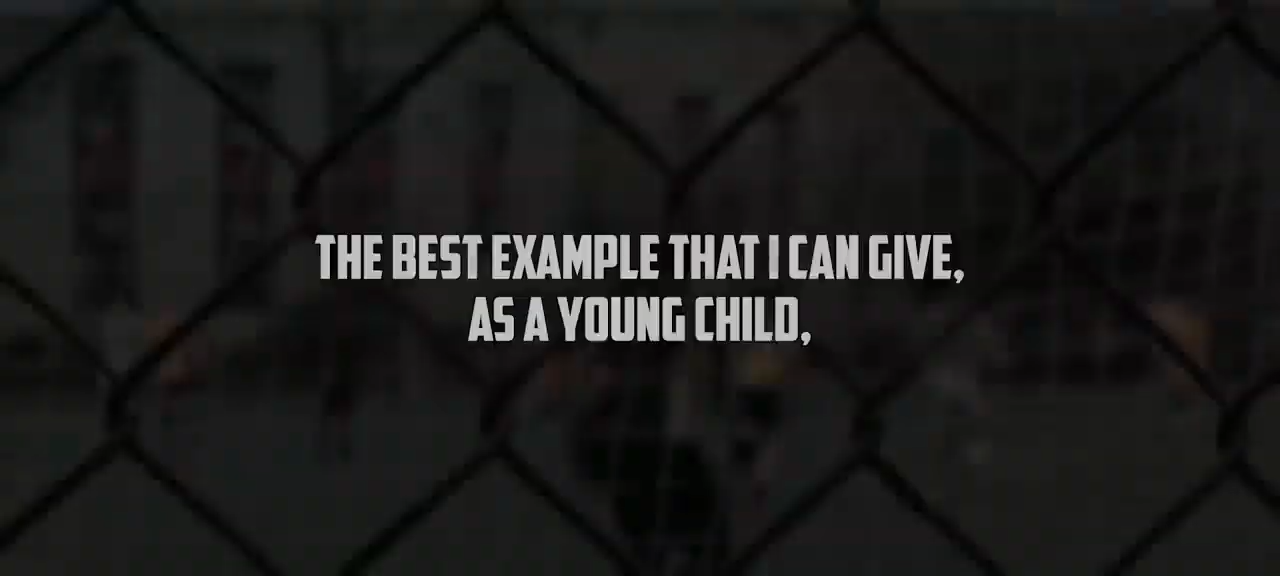 THE BEST EXAMPLE THAT I CAN GIVE,
AS A YOUNG CHILD,